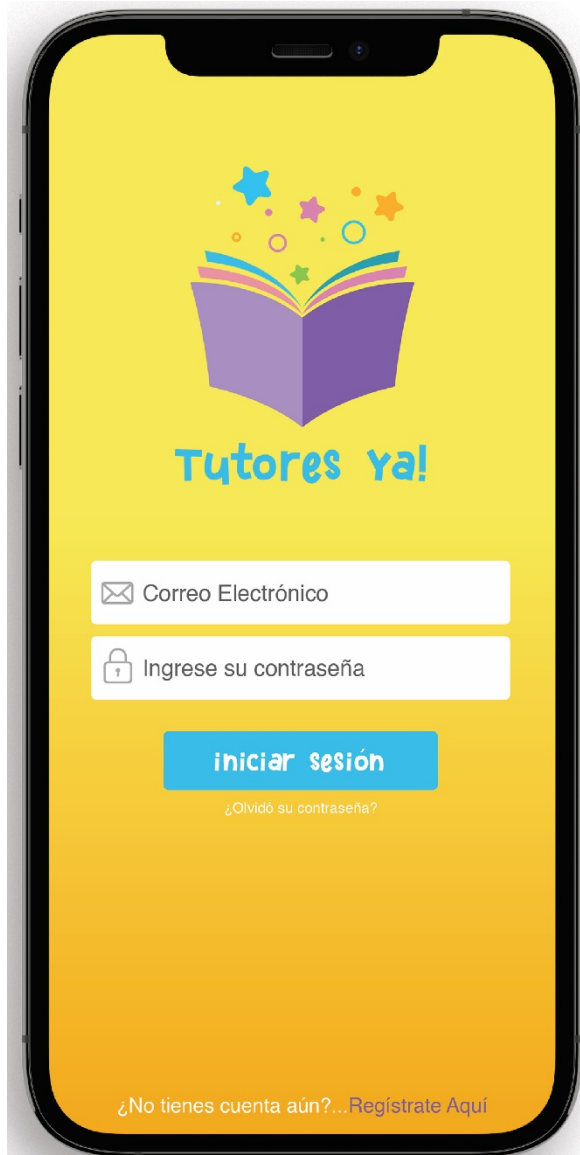 Tutores Ya!
Correo Electrónico
Ingrese su contraseña
iniciar sesión
¿Olvidó su contraseña?
¿No tienes cuenta aún?...Regístrate Aquí